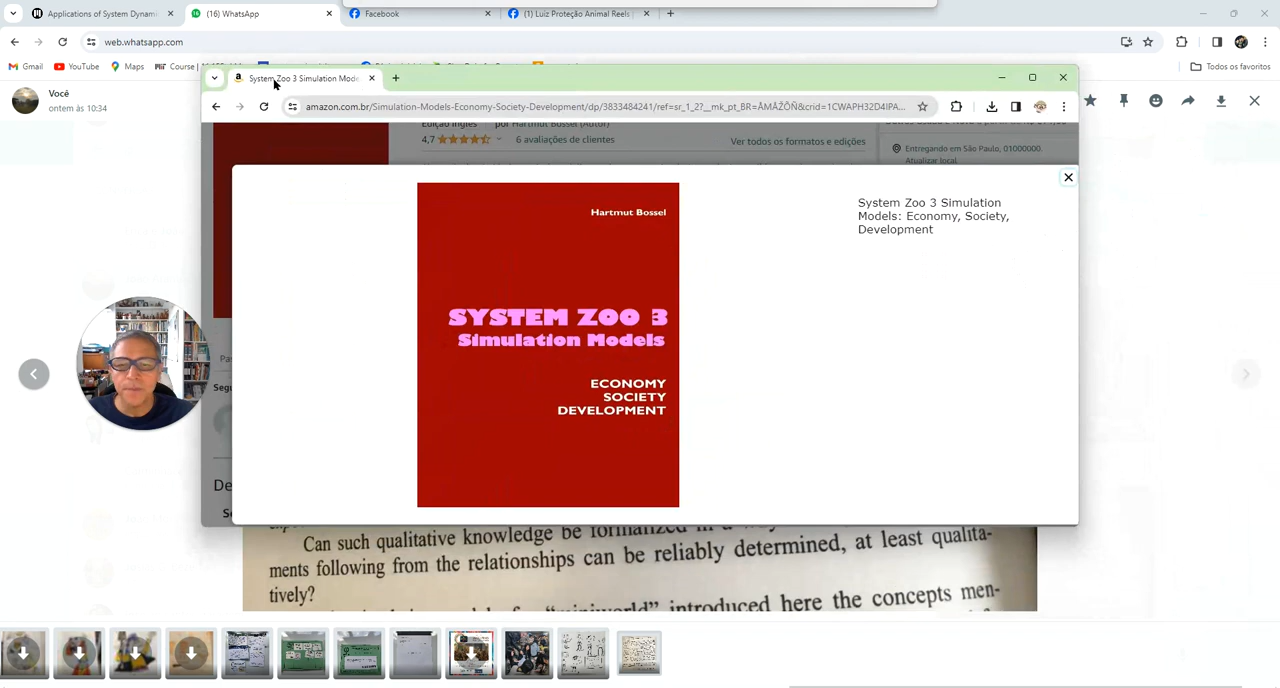 Applications of System Dynami
(16) WhatsApp
Facebook
(1) Luiz Proteção Animal Reels |
web.whatsapp.com
Gmail
YouTube
Maps
Course |
Todos os favoritos
Você
ontem às 10:34
System Zoo 3 Simulation Mode
amazon.com.br/Simulation-Models-Economy-Society-Development/dp/3833484241/ref=sr_1_2?__mk_pt_BR=ÅMÅŽÕÑ&crid=1CWAPH32D4IPA...
Edição Inglês por Hartmut Bossel (Autor)
4,7
6 avaliações de clientes
Ver todos os formatos e edições
Entregando em São Paulo, 01000000.
Atualizar local
System Zoo 3 Simulation
Models: Economy, Society,
Development
Hartmut Bossel
SYSTEM ZOO 3
Simulation Models
ECONOMY
SOCIETY
DEVELOPMENT
Can such qualitative knowledge be formalized in a way
ments following from the relationships can be reliably determined, at least qualita-
tively?
"miniworld" introduced here the concepts men-